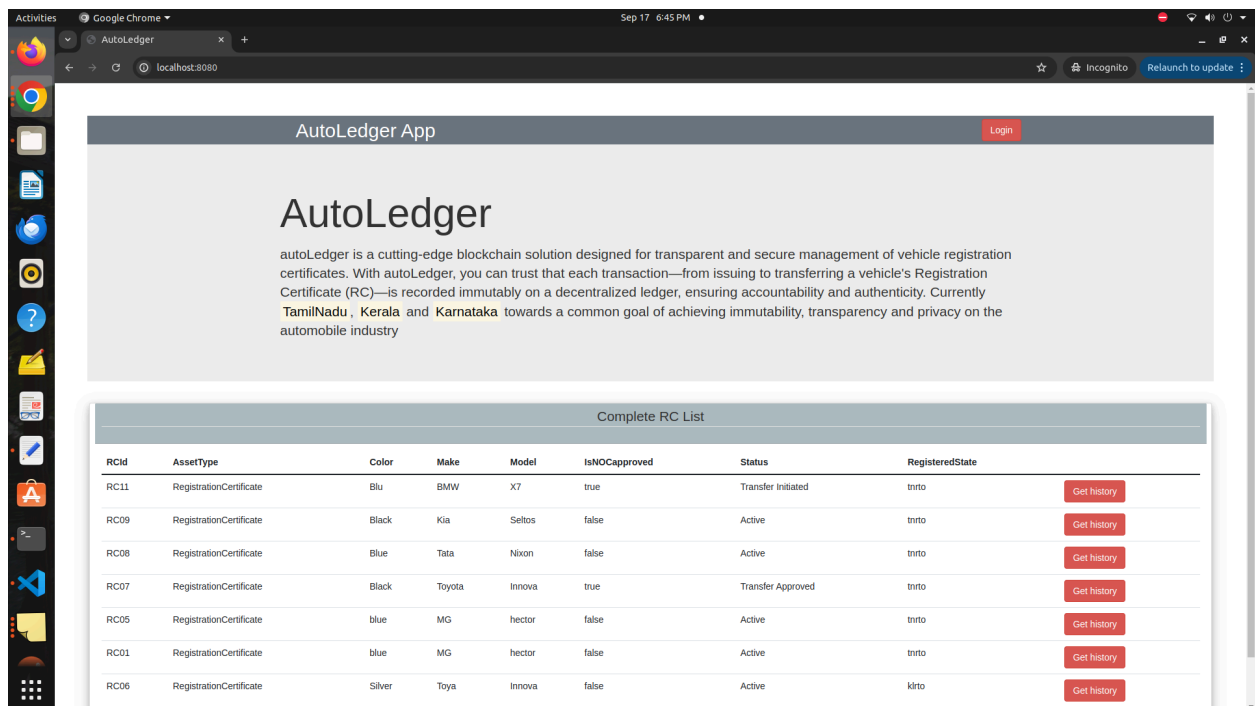 Activities Google Chrome Sep 17 6:45 PM
AutoLedger
localhost:8080 Incognito Relaunch to update
AutoLedger App Login
AutoLedger
autoLedger is a cutting-edge blockchain solution designed for transparent and secure management of vehicle registration
certificates. With autoLedger, you can trust that each transaction—from issuing to transferring a vehicle's Registration
Certificate (RC)—is recorded immutably on a decentralized ledger, ensuring accountability and authenticity. Currently
TamilNadu , Kerala and Karnataka towards a common goal of achieving immutability, transparency and privacy on the
automobile industry
Complete RC List
RCId AssetType Color Make Model IsNOCapproved Status RegisteredState
RC11 RegistrationCertificate Blu BMW X7 true Transfer Initiated tnrto Get history
RC09 RegistrationCertificate Black Kia Seltos false Active tnrto Get history
RC08 RegistrationCertificate Blue Tata Nixon false Active tnrto Get history
RC07 RegistrationCertificate Black Toyota Innova true Transfer Approved tnrto Get history
RC05 RegistrationCertificate blue MG hector false Active tnrto Get history
RC01 RegistrationCertificate blue MG hector false Active tnrto Get history
RC06 RegistrationCertificate Silver Toya Innova false Active klrto Get history